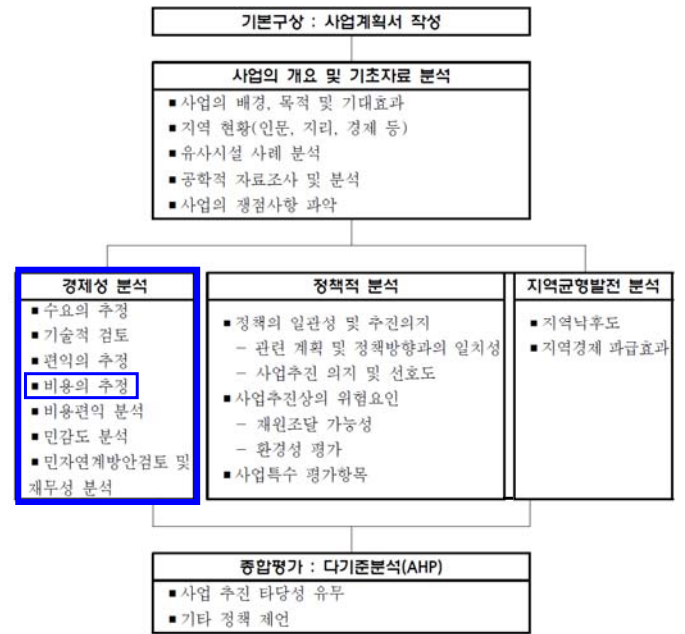 기본구상 : 사업계획서 작성
사업의 개요 및 기초자료 분석
■ 사업의 배경, 목적 및 기대효과
■ 지역 현황(인문, 지리, 경제 등)
■ 유사시설 사례 분석
■ 공학적 자료조사 및 분석
■ 사업의 쟁점사항 파악
경제성 분석
■ 수요의 추정
■ 기술적 검토
■ 편익의 추정
■ 비용의 추정
■ 비용편익 분석
■ 민감도 분석
■ 민자연계방안검토 및
재무성 분석
정책적 분석
■ 정책의 일관성 및 추진의지
– 관련 계획 및 정책방향과의 일치성
– 사업추진 의지 및 선호도
■ 사업추진상의 위험요인
– 재원조달 가능성
– 환경성 평가
■ 사업특수 평가항목
지역균형발전 분석
■ 지역낙후도
■ 지역경제 파급효과
종합평가 : 다기준분석(AHP)
■ 사업 추진 타당성 유무
■ 기타 정책 제언